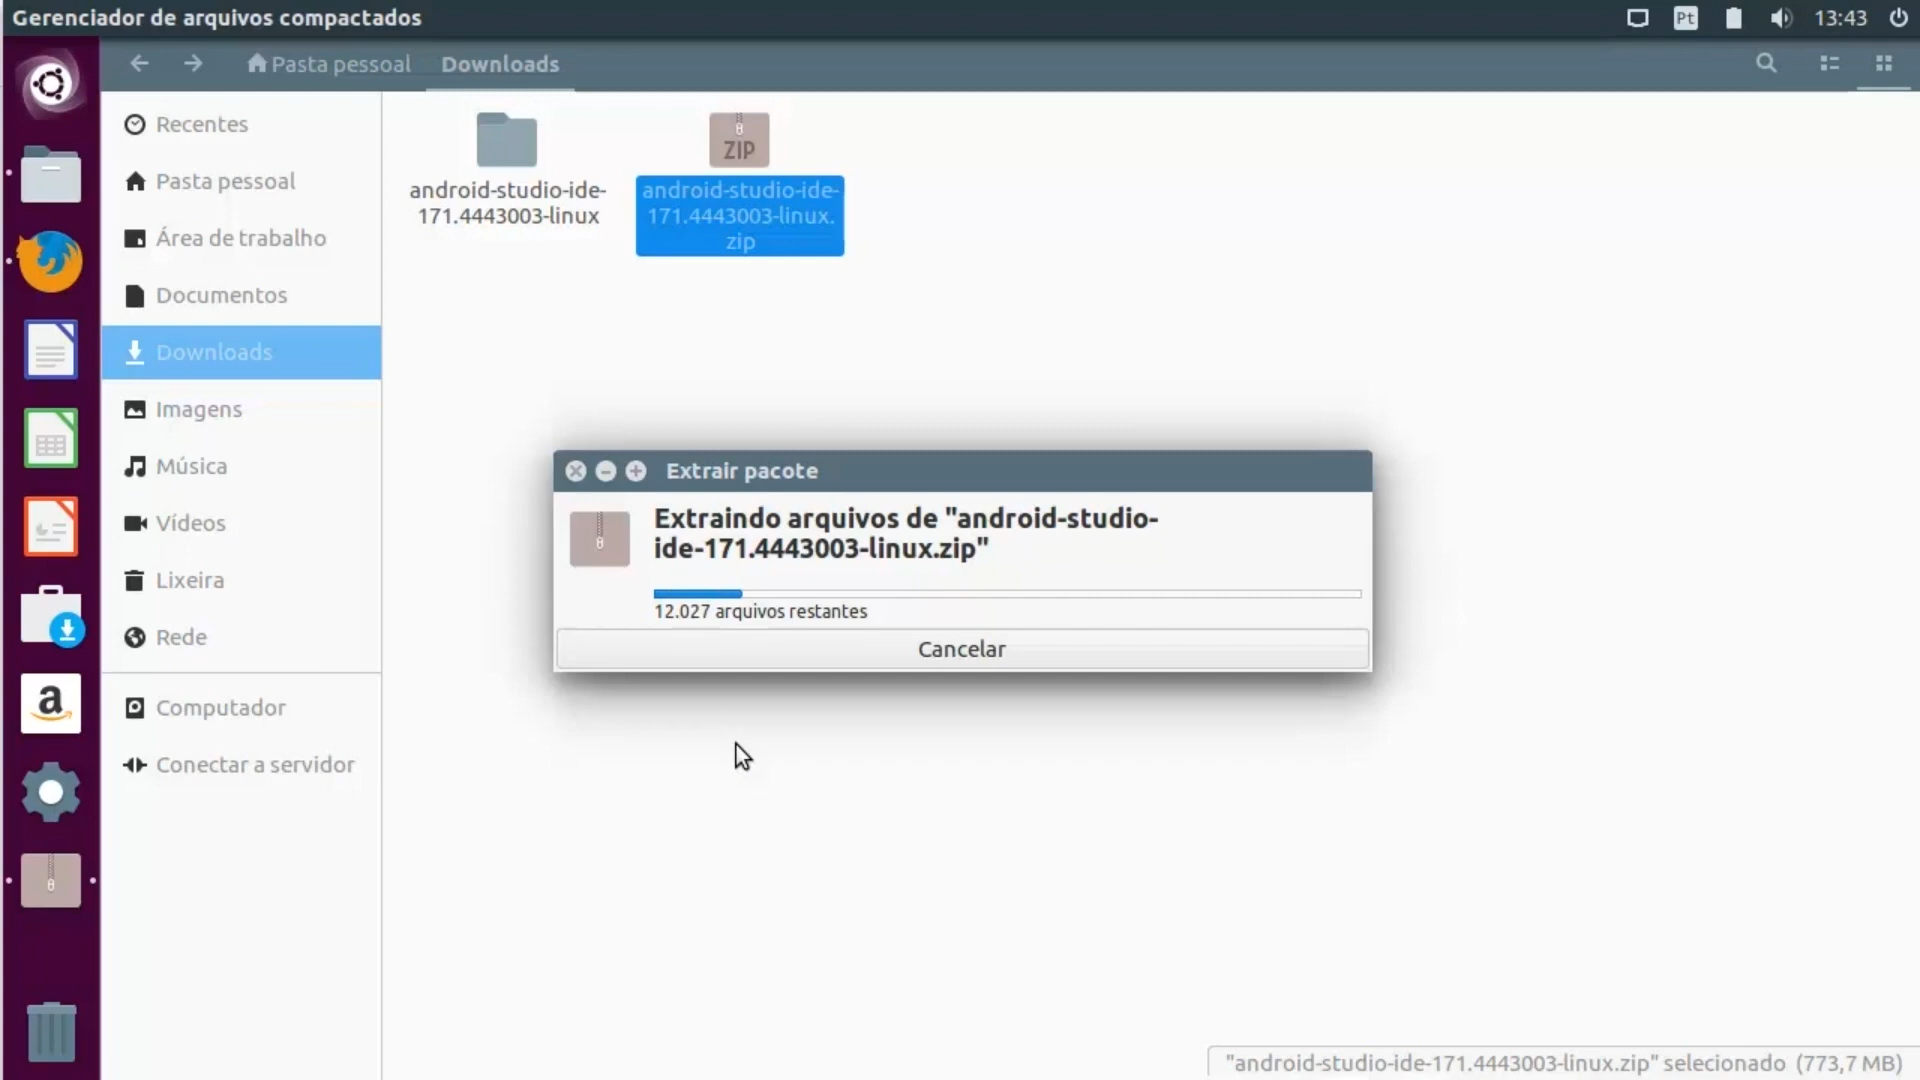 Gerenciador de arquivos compactados
Pt
13:43
Pasta pessoal
Downloads
Recentes
Pasta pessoal
Área de trabalho
Documentos
Downloads
Imagens
Música
Vídeos
Lixeira
Rede
Computador
Conectar a servidor
android-studio-ide-
171.4443003-linux
ZIP
android-studio-ide-
171.4443003-linux.
zip
Extrair pacote
Extraindo arquivos de "android-studio-
ide-171.4443003-linux.zip"
12.027 arquivos restantes
Cancelar
a
"android-studio-ide-171.4443003-linux.zip" selecionado (773,7 MB)